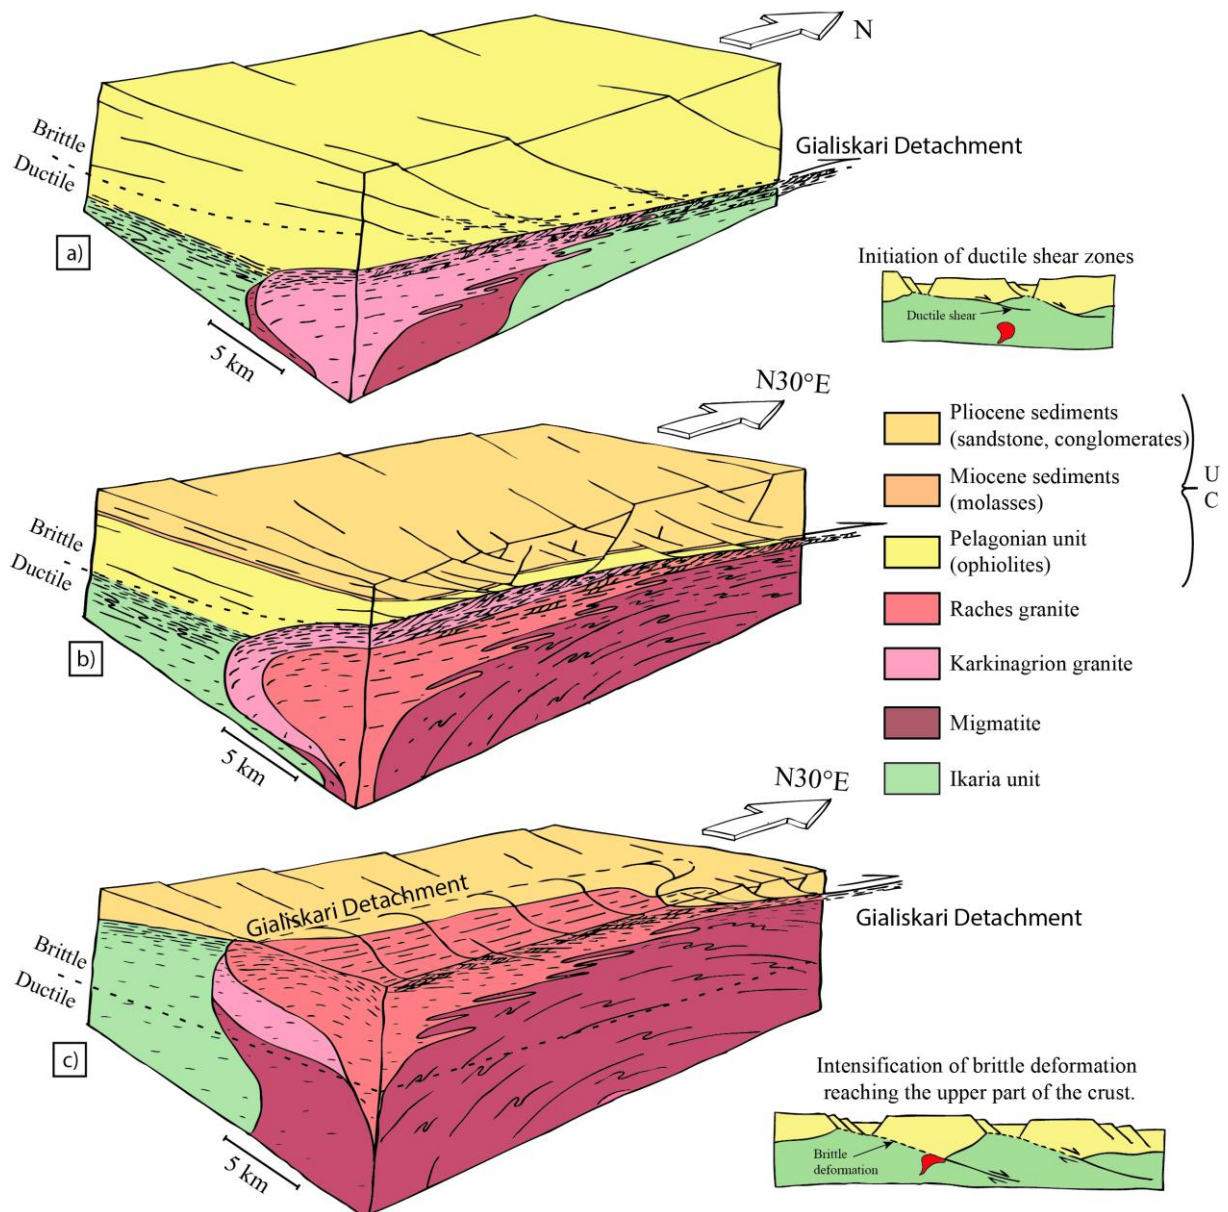 N
Brittle
Ductile
Gialiskari Detachment
a)
5 km
Initiation of ductile shear zones
Ductile shear
N30°E
Brittle
Ductile
b)
5 km
Pliocene sediments
(sandstone, conglomerates)
Miocene sediments
(molasses)
Pelagonian unit
(ophiolites)
U
C
Raches granite
Karkinagrion granite
Migmatite
Ikaria unit
N30°E
Gialiskari Detachment
Gialiskari Detachment
Brittle
Ductile
c)
5 km
Intensification of brittle deformation
reaching the upper part of the crust.
Brittle
deformation